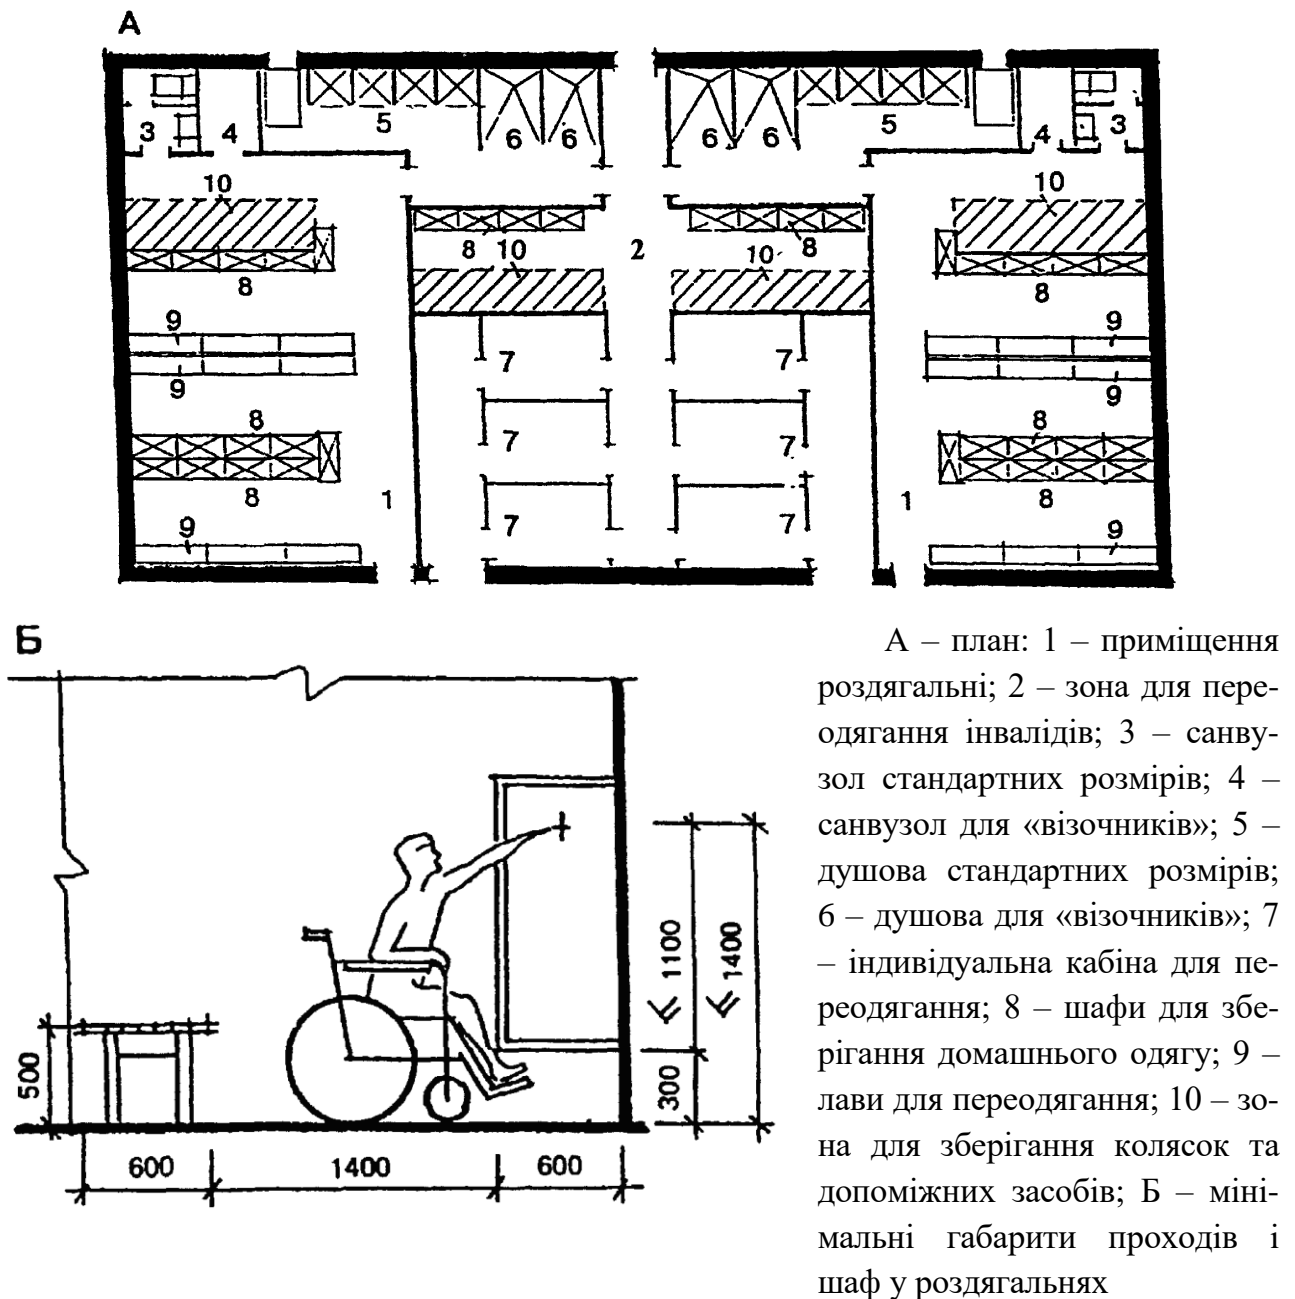 А
3 4 5 6 6 6 6 5 4 3
10 10
8 10 2 10 8
8 8
9 9
7 7
9 9
8 8
7 7
8 8
1 1
9 7 7 9
Б
500
600 1400 600
300
≤ 1100
≤ 1400
А – план: 1 – приміщення
роздягальні; 2 – зона для пере-
одягання інвалідів; 3 – санву-
зол стандартних розмірів; 4 –
санвузол для «візочників»; 5 –
душова стандартних розмірів;
6 – душова для «візочників»; 7
– індивідуальна кабіна для пе-
реодягання; 8 – шафи для збе-
рігання домашнього одягу; 9 –
лави для переодягання; 10 – зо-
на для зберігання колясок та
допоміжних засобів; Б – міні-
мальні габарити проходів і
шаф у роздягальнях